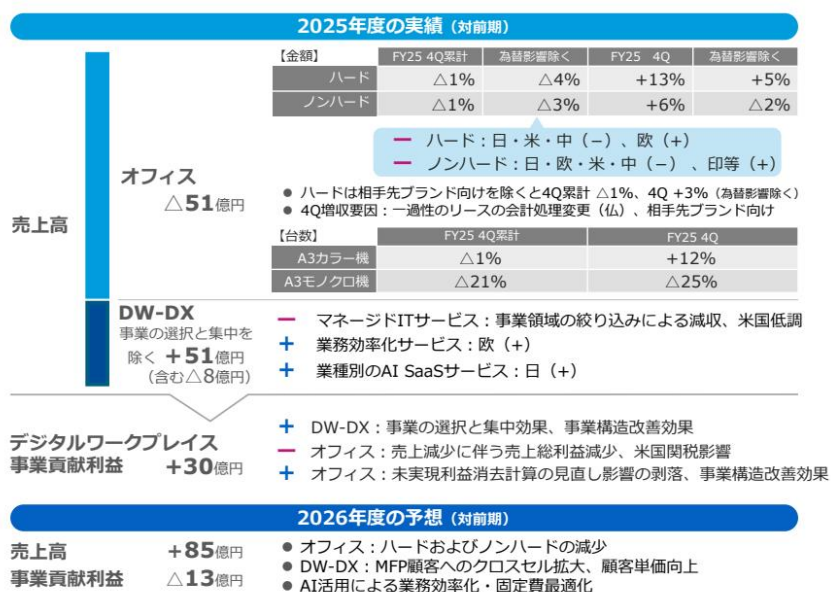 2025年度の実績（対前期）
【金額】 FY25 4Q累計 為替影響除く FY25 4Q 為替影響除く
ハード △1% △4% +13% +5%
ノンハード △1% △3% +6% △2%
ー ハード：日・米・中（−）、欧（+）
ー ノンハード：日・欧・米・中（−）、印等（+）
売上高
オフィス
△51億円
● ハードは相手先ブランド向けを除くと4Q累計 △1%、4Q +3%（為替影響除く）
● 4Q増収要因：一過性のリースの会計処理変更（仏）、相手先ブランド向け
【台数】 FY25 4Q累計 FY25 4Q
A3カラー機 △1% +12%
A3モノクロ機 △21% △25%
DW-DX
事業の選択と集中を
除く +51億円
（含む△8億円）
ー マネージドITサービス：事業領域の絞り込みによる減収、米国低調
+ 業務効率化サービス：欧（+）
+ 業種別のAI SaaSサービス：日（+）
デジタルワークプレイス
事業貢献利益 +30億円
+ DW-DX：事業の選択と集中効果、事業構造改善効果
ー オフィス：売上減少に伴う売上総利益減少、米国関税影響
+ オフィス：未実現利益消去計算の見直し影響の剥落、事業構造改善効果
2026年度の予想（対前期）
売上高 +85億円
事業貢献利益 △13億円
● オフィス：ハードおよびノンハードの減少
● DW-DX：MFP顧客へのクロスセル拡大、顧客単価向上
● AI活用による業務効率化・固定費最適化